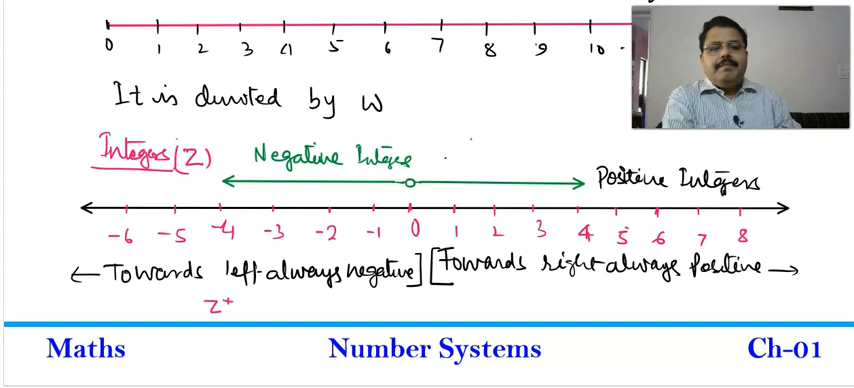 0 1 2 3 4 5 6 7 8 9 10 .
It is denoted by W
Integers (Z) Negative Integers
Positive Integers
-6 -5 -4 -3 -2 -1 0 1 2 3 4 5 6 7 8
← Towards left-always negative] [Towards right always positive →
Z+
Maths Number Systems Ch-01